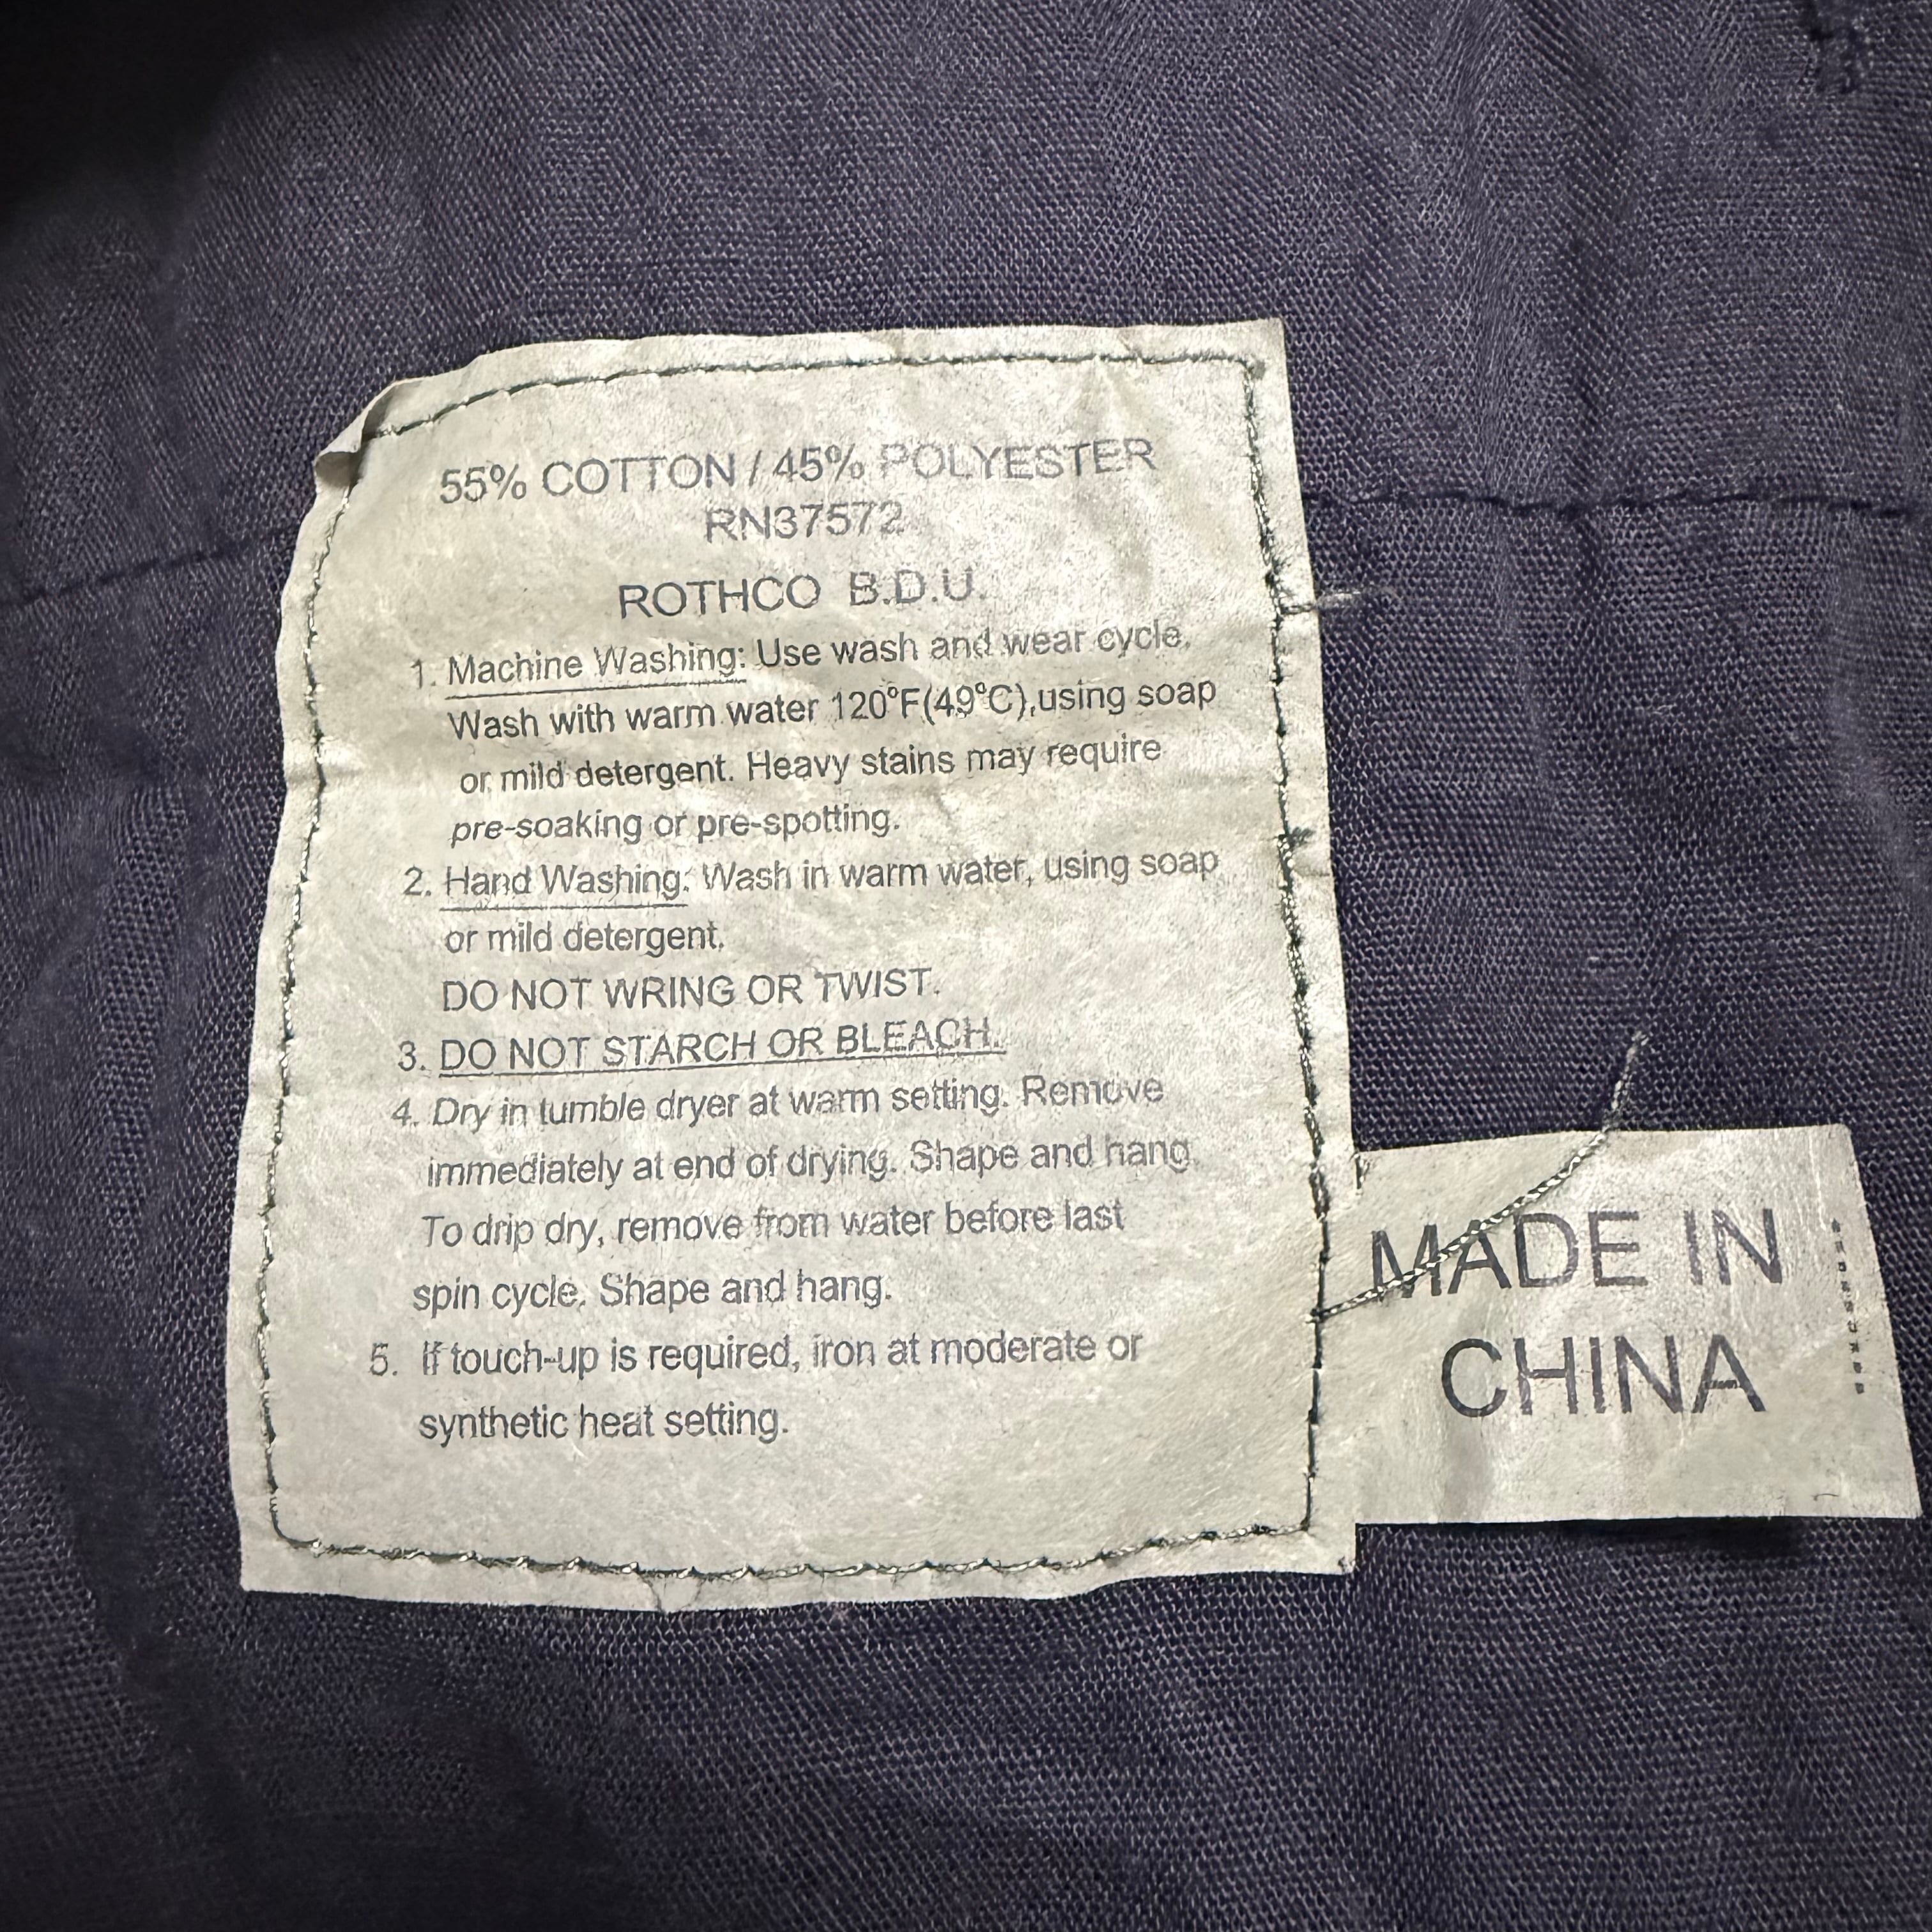 55% COTTON / 45% POLYESTER
RN37572
ROTHCO B.D.U.
1. Machine Washing: Use wash and wear cycle.
Wash with warm water 120°F(49°C),using soap
or mild detergent. Heavy stains may require
pre-soaking or pre-spotting.
2. Hand Washing: Wash in warm water, using soap
or mild detergent.
DO NOT WRING OR TWIST.
3. DO NOT STARCH OR BLEACH.
4. Dry in tumble dryer at warm setting. Remove
immediately at end of drying. Shape and hang.
To drip dry, remove from water before last
spin cycle. Shape and hang.
5. If touch-up is required, iron at moderate or
synthetic heat setting.
MADE IN
CHINA